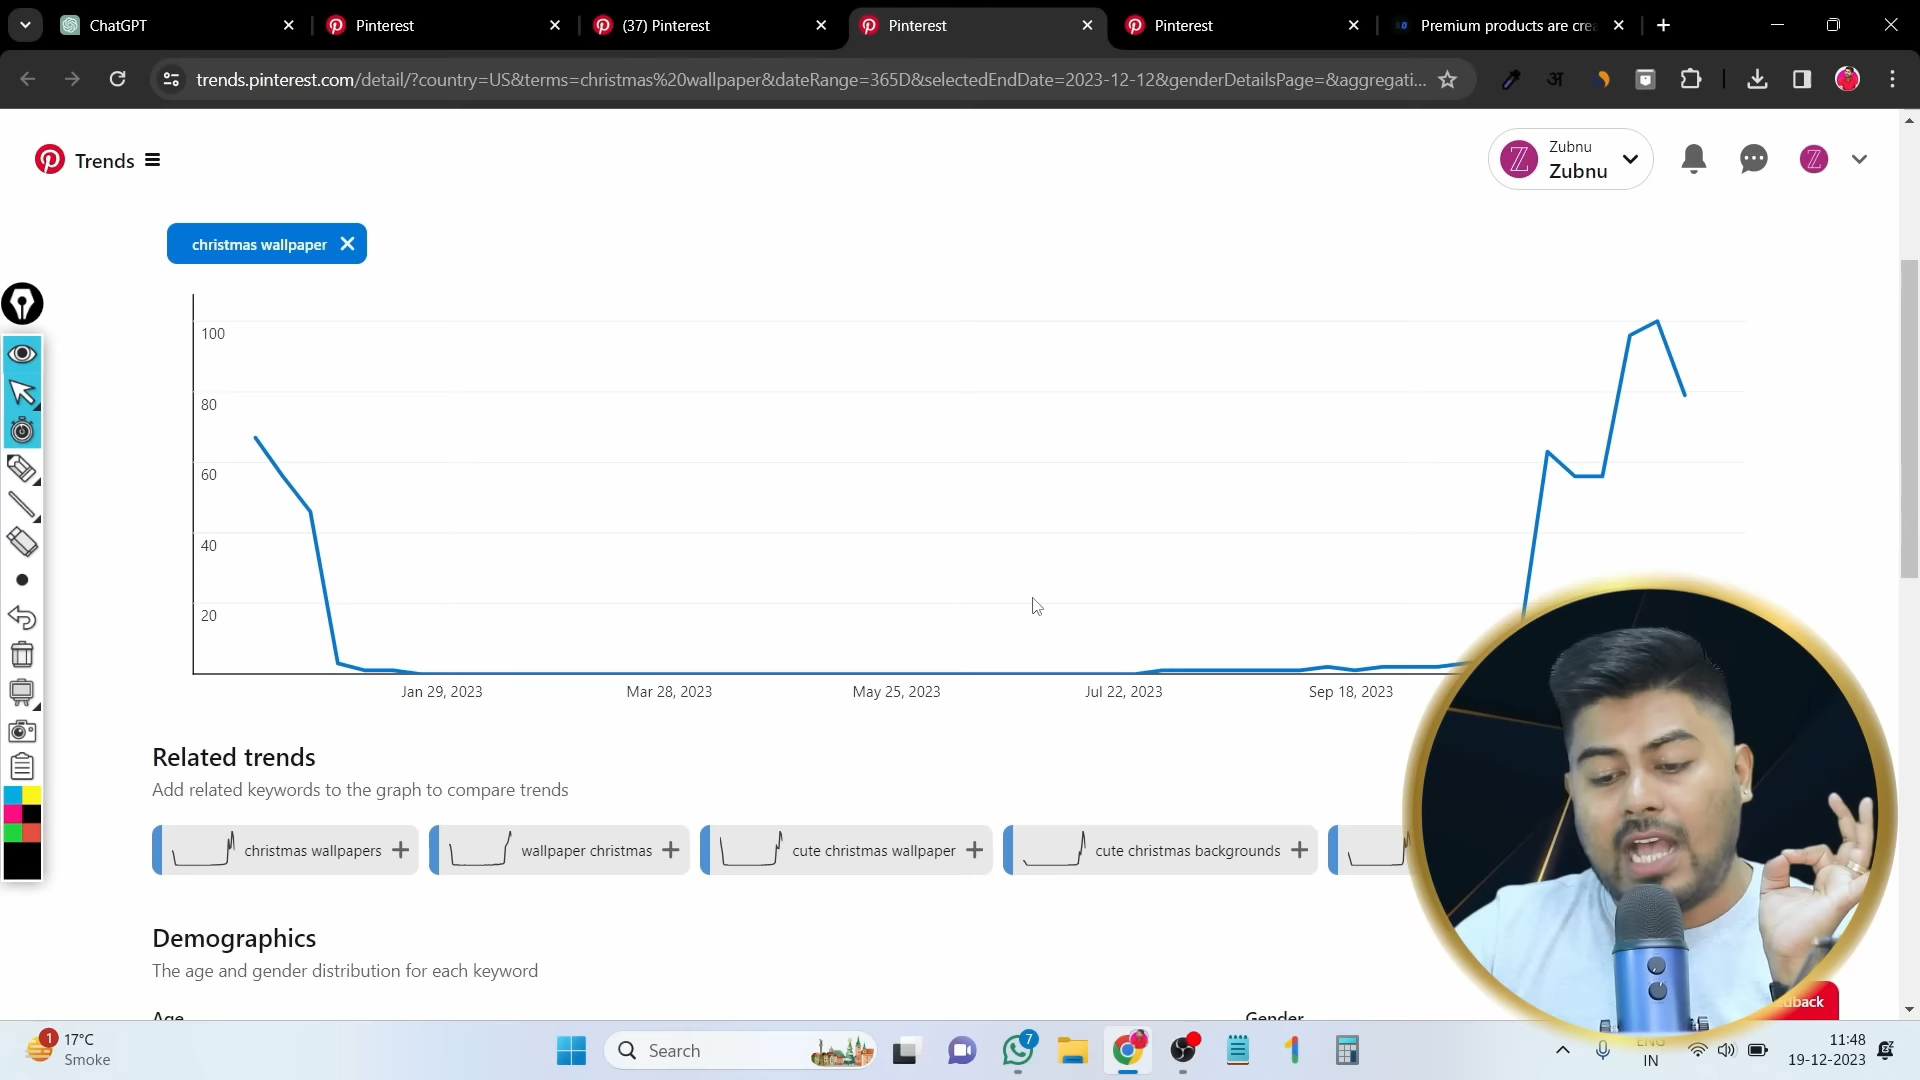 ChatGPT
Pinterest
(37) Pinterest
Pinterest
Pinterest
Premium products are crea
trends.pinterest.com/detail/?country=US&terms=christmas%20wallpaper&dateRange=365D&selectedEndDate=2023-12-12&genderDetailsPage=&aggregati...
Trends
Zubnu
Zubnu
christmas wallpaper
100
80
60
40
20
Jan 29, 2023
Mar 28, 2023
May 25, 2023
Jul 22, 2023
Sep 18, 2023
Related trends
Add related keywords to the graph to compare trends
christmas wallpapers
wallpaper christmas
cute christmas wallpaper
cute christmas backgrounds
Demographics
The age and gender distribution for each keyword
Age
Gender
1
17°C
Smoke
Search
7
ENG
IN
11:48
19-12-2023